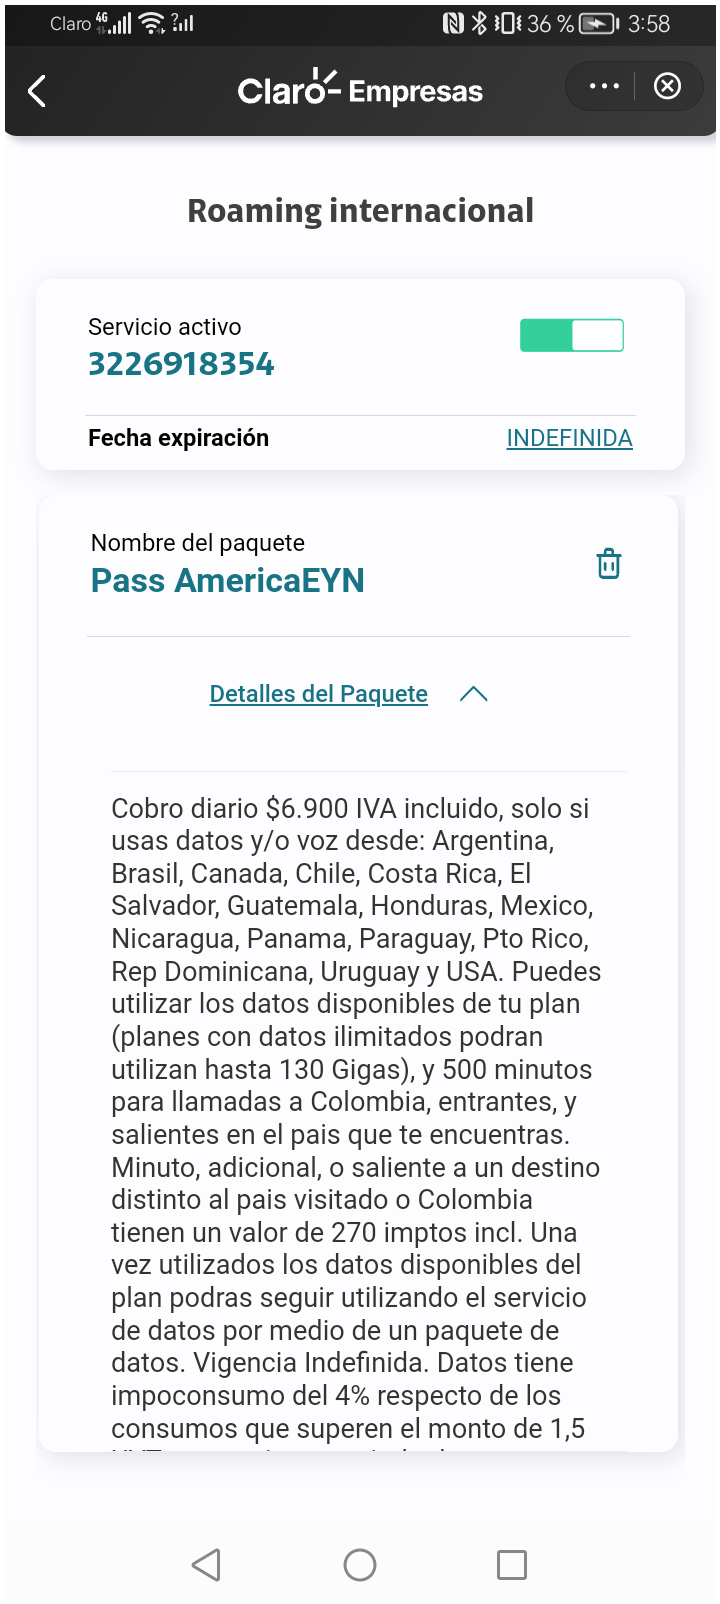 Claro 4G ? 36 % 3:58
Claro- Empresas
Roaming internacional
Servicio activo
3226918354
Fecha expiración INDEFINIDA
Nombre del paquete
Pass AmericaEYN
Detalles del Paquete
Cobro diario $6.900 IVA incluido, solo si
usas datos y/o voz desde: Argentina,
Brasil, Canada, Chile, Costa Rica, El
Salvador, Guatemala, Honduras, Mexico,
Nicaragua, Panama, Paraguay, Pto Rico,
Rep Dominicana, Uruguay y USA. Puedes
utilizar los datos disponibles de tu plan
(planes con datos ilimitados podran
utilizan hasta 130 Gigas), y 500 minutos
para llamadas a Colombia, entrantes, y
salientes en el pais que te encuentras.
Minuto, adicional, o saliente a un destino
distinto al pais visitado o Colombia
tienen un valor de 270 imptos incl. Una
vez utilizados los datos disponibles del
plan podras seguir utilizando el servicio
de datos por medio de un paquete de
datos. Vigencia Indefinida. Datos tiene
impoconsumo del 4% respecto de los
consumos que superen el monto de 1,5